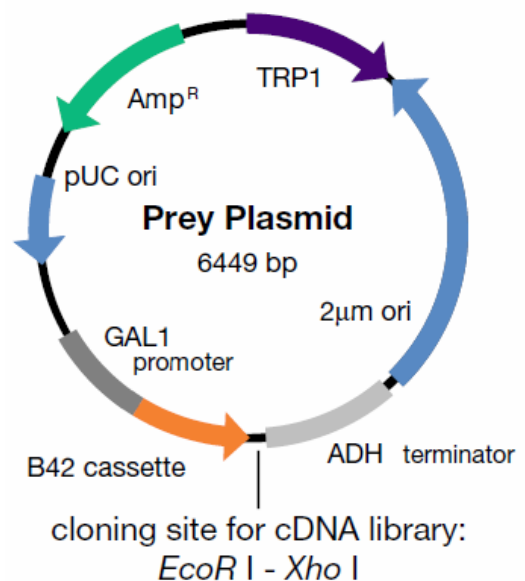 TRP1
Amp^R
pUC ori
Prey Plasmid
6449 bp
2μm ori
GAL1
promoter
B42 cassette
ADH terminator
cloning site for cDNA library:
EcoR I - Xho I